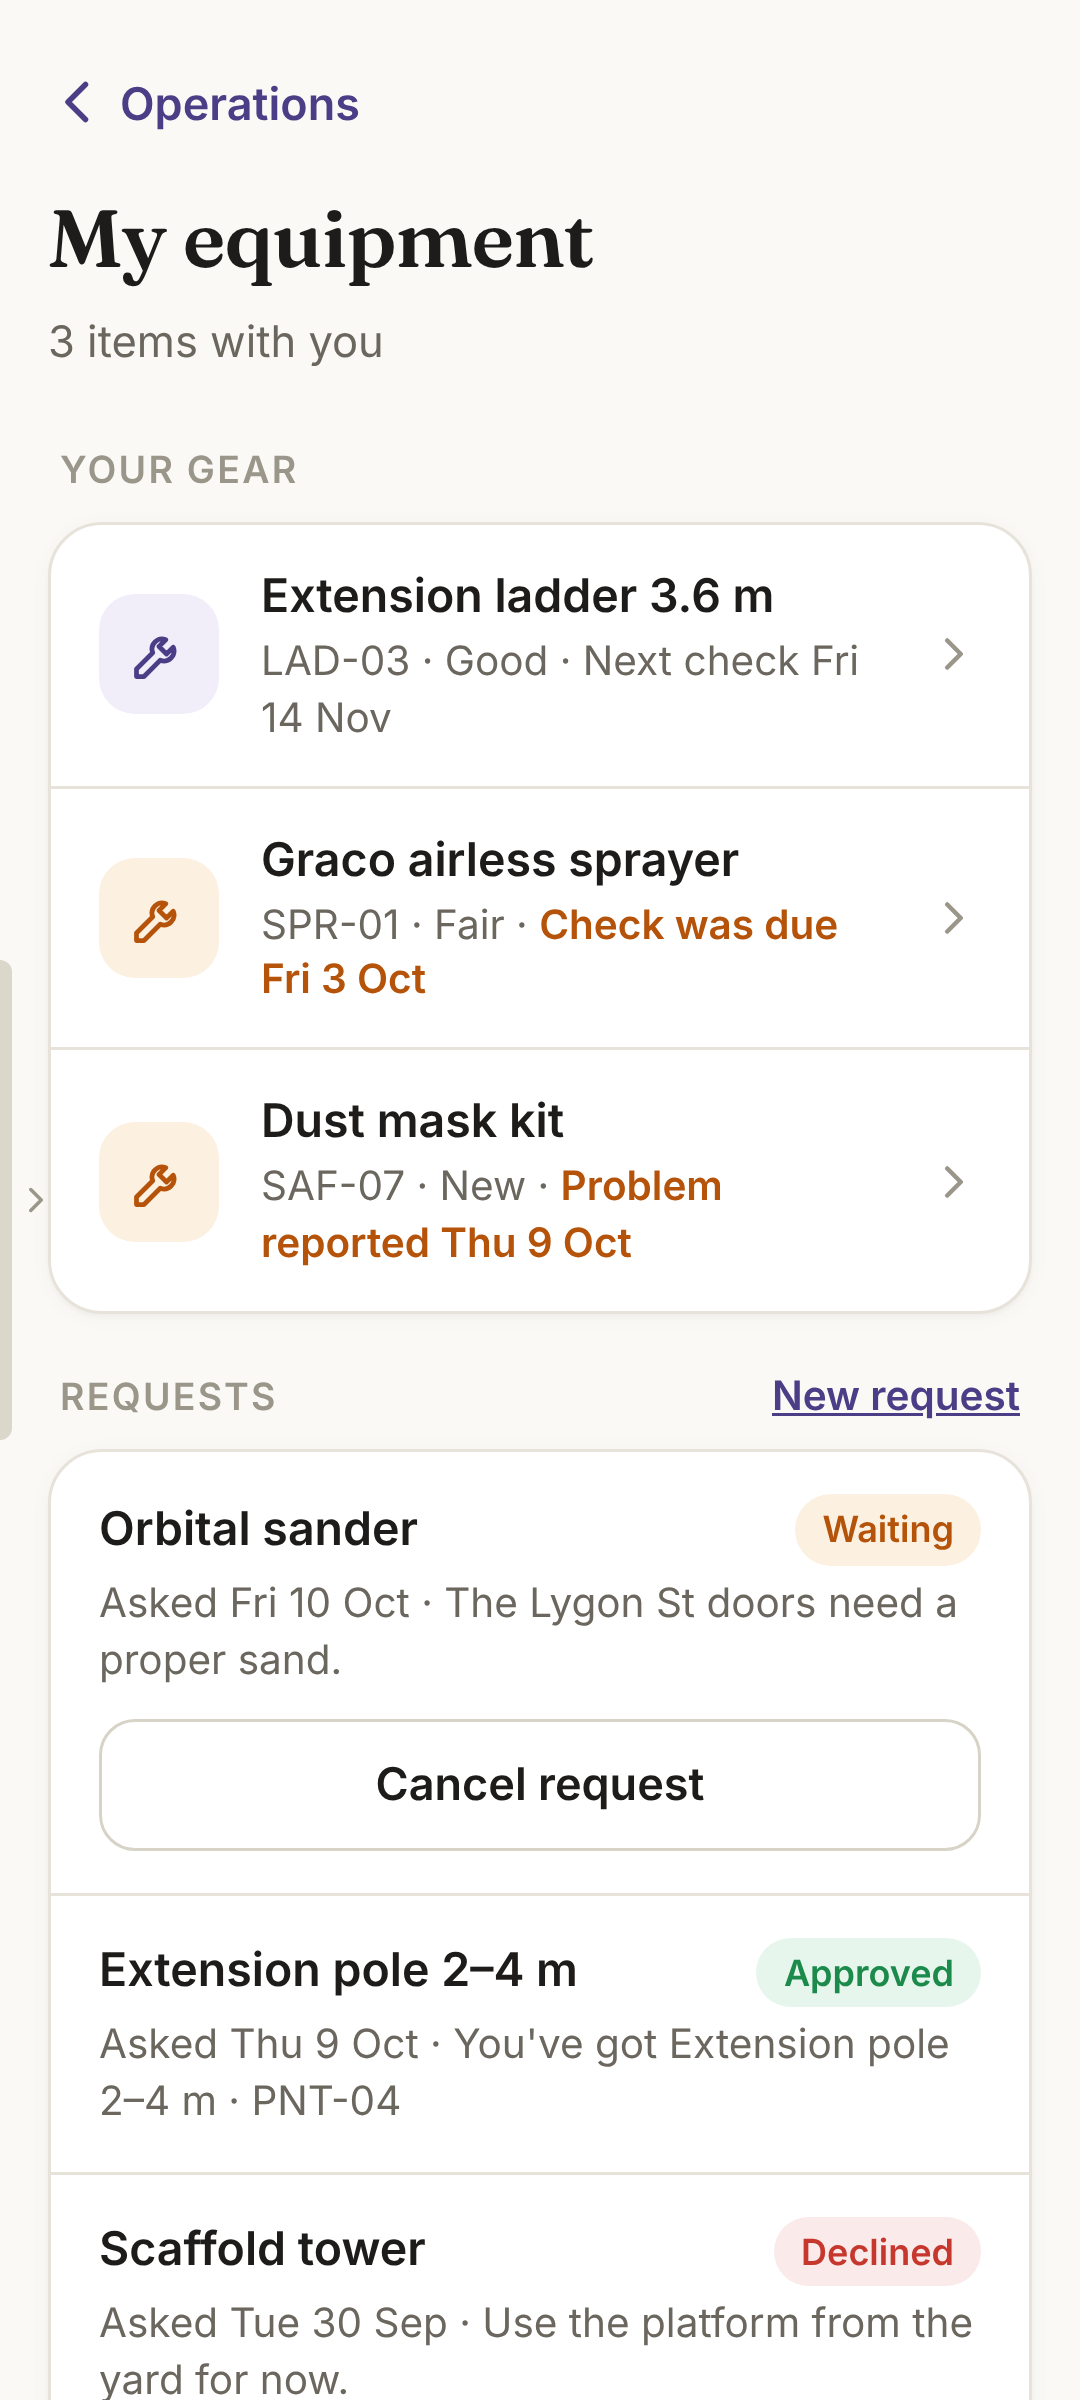 Operations
My equipment
3 items with you
YOUR GEAR
Extension ladder 3.6 m
LAD-03 · Good · Next check Fri
14 Nov
Graco airless sprayer
SPR-01 · Fair · Check was due
Fri 3 Oct
Dust mask kit
SAF-07 · New · Problem
reported Thu 9 Oct
REQUESTS
New request
Orbital sander
Waiting
Asked Fri 10 Oct · The Lygon St doors need a
proper sand.
Cancel request
Extension pole 2–4 m
Approved
Asked Thu 9 Oct · You've got Extension pole
2–4 m · PNT-04
Scaffold tower
Declined
Asked Tue 30 Sep · Use the platform from the
yard for now.